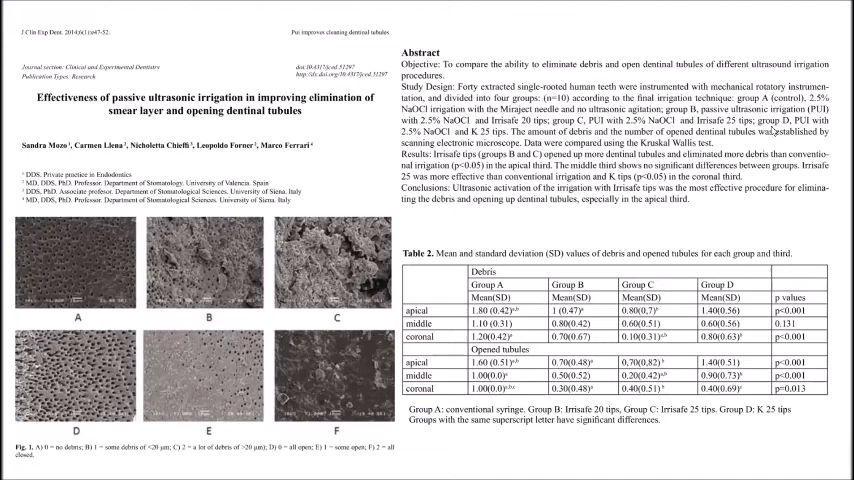 J Clin Exp Dent. 2014;6(1):e47-52.
Pui improves cleaning dentinal tubules
Journal section: Clinical and Experimental Dentistry
Publication Types: Research
doi:10.4317/jced.51297
http://dx.doi.org/10.4317/jced.51297
Effectiveness of passive ultrasonic irrigation in improving elimination of
smear layer and opening dentinal tubules
Sandra Mozo 1, Carmen Llena 2, Nicholetta Chieffi 3, Leopoldo Forner 2, Marco Ferrari 4
1 DDS. Private practice in Endodontics
2 MD, DDS, PhD. Professor. Department of Stomatology. University of Valencia. Spain
3 DDS, PhD. Associate profesor. Department of Stomatological Sciences. University of Siena. Italy
4 MD, DDS, PhD. Professor. Department of Stomatological Sciences. University of Siena. Italy
A
B
C
D
E
F
Fig. 1. A) 0 = no debris; B) 1 = some debris of <20 µm; C) 2 = a lot of debris of >20 µm); D) 0 = all open; E) 1 = some open; F) 2 = all
closed.
Abstract
Objective: To compare the ability to eliminate debris and open dentinal tubules of different ultrasound irrigation
procedures.
Study Design: Forty extracted single-rooted human teeth were instrumented with mechanical rotatory instrumen-
tation, and divided into four groups: (n=10) according to the final irrigation technique: group A (control), 2.5%
NaOCl irrigation with the Miraject needle and no ultrasonic agitation; group B, passive ultrasonic irrigation (PUI)
with 2.5% NaOCl and Irrisafe 20 tips; group C, PUI with 2.5% NaOCl and Irrisafe 25 tips; group D, PUI with
2.5% NaOCl and K 25 tips. The amount of debris and the number of opened dentinal tubules was established by
scanning electronic microscope. Data were compared using the Kruskal Wallis test.
Results: Irrisafe tips (groups B and C) opened up more dentinal tubules and eliminated more debris than conventio-
nal irrigation (p<0.05) in the apical third. The middle third shows no significant differences between groups. Irrisafe
25 was more effective than conventional irrigation and K tips (p<0.05) in the coronal third.
Conclusions: Ultrasonic activation of the irrigation with Irrisafe tips was the most effective procedure for elimina-
ting the debris and opening up dentinal tubules, especially in the apical third.
Table 2. Mean and standard deviation (SD) values of debris and opened tubules for each group and third.
Debris
Group A Group B Group C Group D
Mean(SD) Mean(SD) Mean(SD) Mean(SD) p values
apical 1.80 (0.42)a,b 1 (0.47)a 0.80(0,7)b 1.40(0.56) p<0.001
middle 1.10 (0.31) 0.80(0.42) 0.60(0.51) 0.60(0.56) 0.131
coronal 1.20(0.42)a 0.70(0.67) 0.10(0.31)a,b 0.80(0.63)b p<0.001
Opened tubules
apical 1.60 (0.51)a,b 0.70(0.48)a 0,70(0,82)b 1.40(0.51) p<0.001
middle 1.00(0.0)a 0.50(0.52) 0.20(0.42)a,b 0.90(0.73)b p<0.001
coronal 1.00(0.0)a,b,c 0.30(0.48)a 0.40(0.51)b 0.40(0.69)c p=0.013
Group A: conventional syringe. Group B: Irrisafe 20 tips, Group C: Irrisafe 25 tips. Group D: K 25 tips
Groups with the same superscript letter have significant differences.